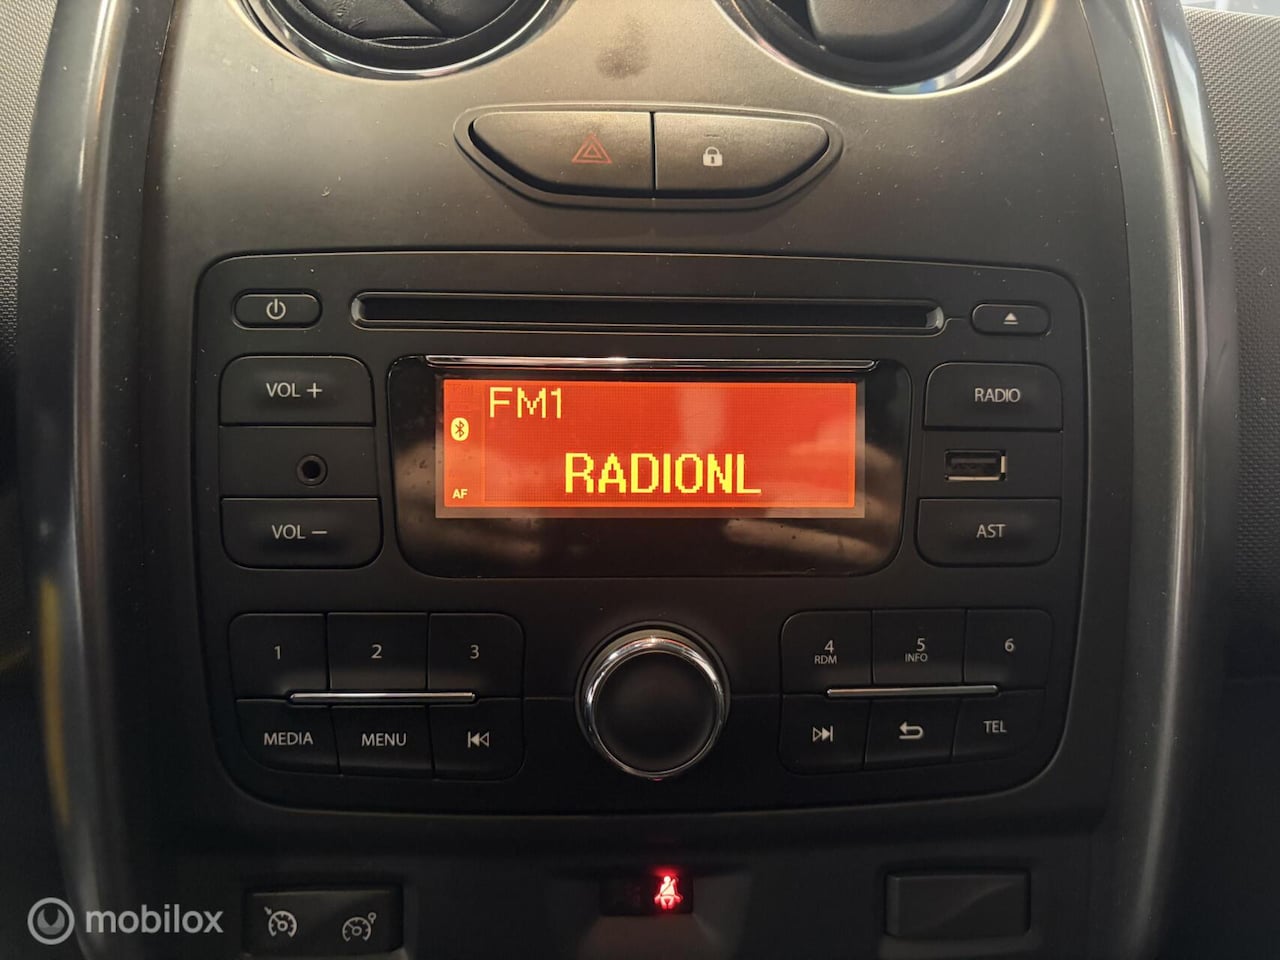 VOL +
FM1
RADIO
AF
RADIONL
VOL −
AST
1
2
3
4
RDM
5
INFO
6
MEDIA
MENU
TEL
mobilox